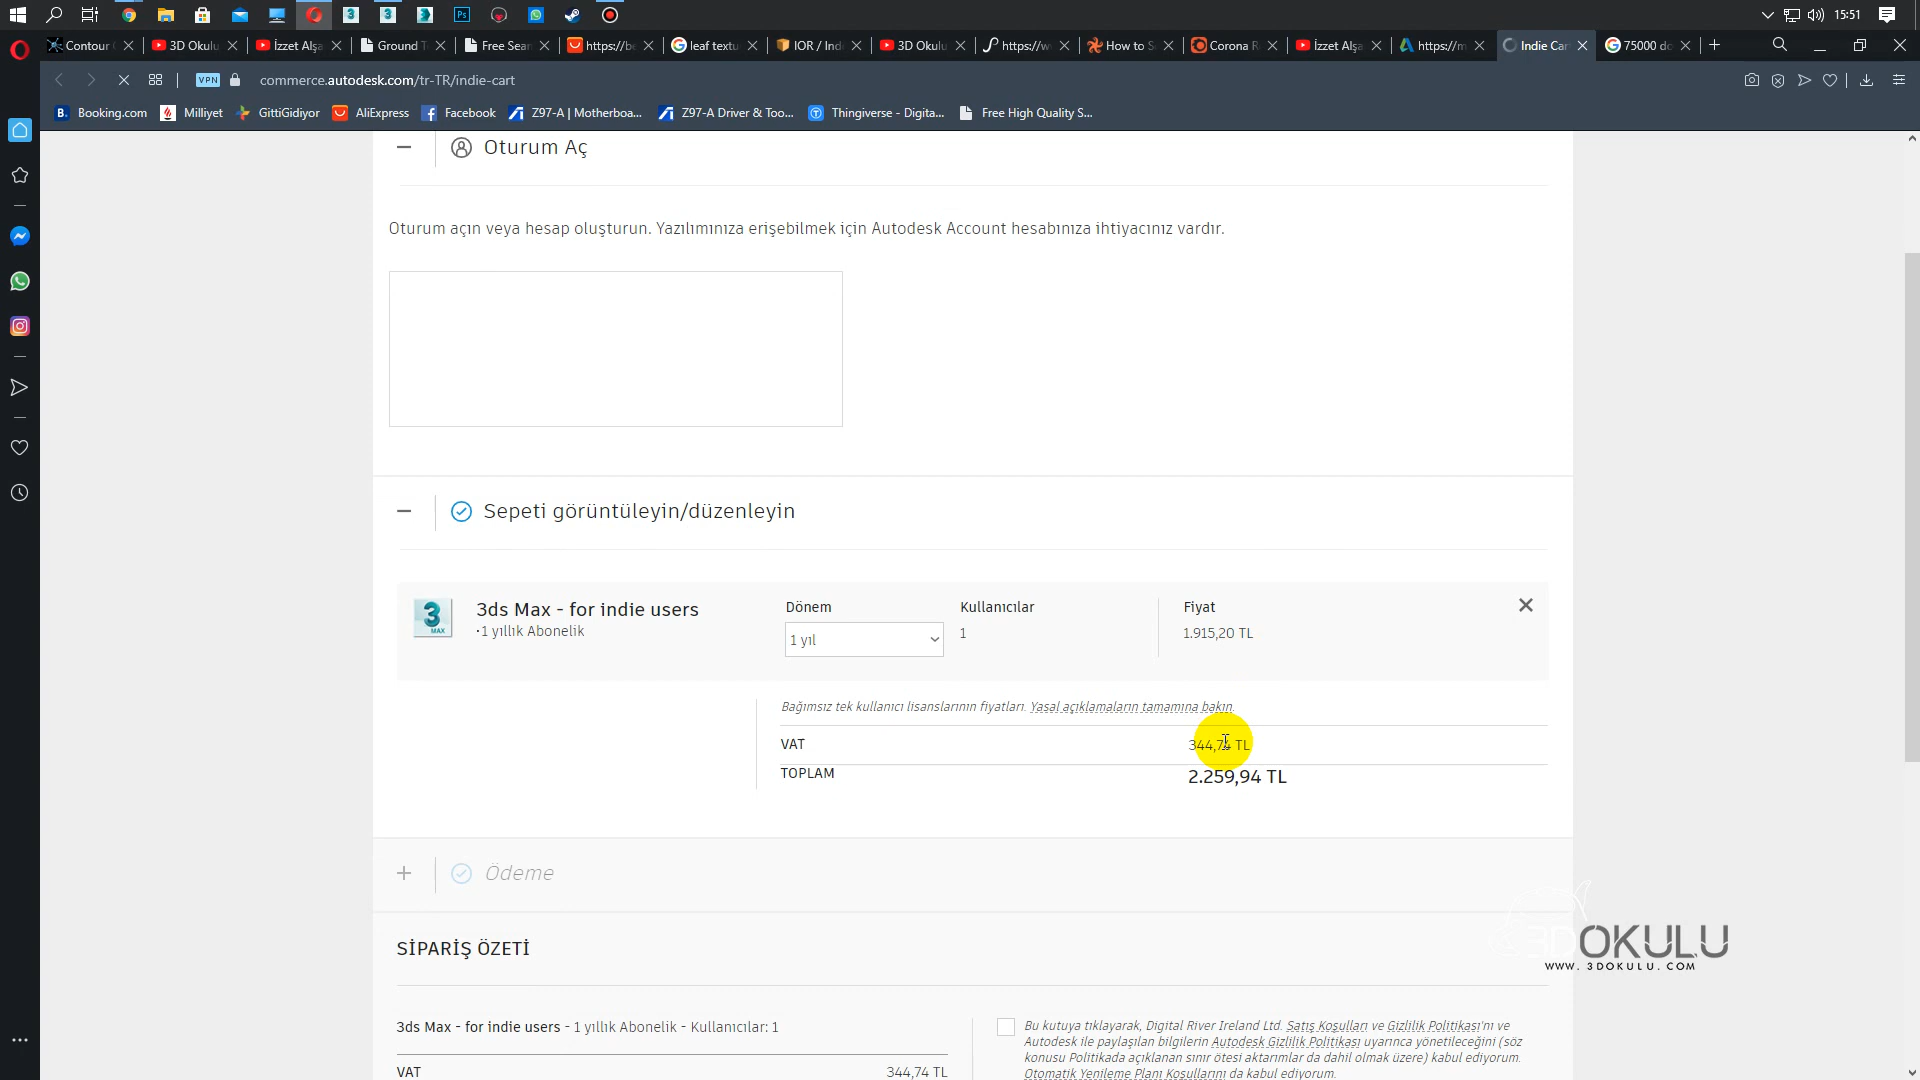 15:51
Contour
3D Okulu
İzzet Alşa
Ground T
Free Sear
https://be
leaf textu
IOR / Ind
3D Okulu
https://w
How to S
Corona R
İzzet Alşa
https://m
Indie Car
75000 do
VPN
commerce.autodesk.com/tr-TR/indie-cart
Booking.com
Milliyet
GittiGidiyor
AliExpress
Facebook
Z97-A | Motherboa...
Z97-A Driver & Too...
Thingiverse - Digita...
Free High Quality S...
Oturum Aç
Oturum açın veya hesap oluşturun. Yazılımınıza erişebilmek için Autodesk Account hesabınıza ihtiyacınız vardır.
Sepeti görüntüleyin/düzenleyin
3ds Max - for indie users
·1 yıllık Abonelik
Dönem
1 yıl
Kullanıcılar
1
Fiyat
1.915,20 TL
Bağımsız tek kullanıcı lisanslarının fiyatları. Yasal açıklamaların tamamına bakın.
VAT 344,74 TL
TOPLAM 2.259,94 TL
Ödeme
3DOKULU
WWW.3DOKULU.COM
SİPARİŞ ÖZETİ
3ds Max - for indie users - 1 yıllık Abonelik - Kullanıcılar: 1
VAT 344,74 TL
Bu kutuya tıklayarak, Digital River Ireland Ltd. Satış Koşulları ve Gizlilik Politikası'nı ve
Autodesk ile paylaşılan bilgilerin Autodesk Gizlilik Politikası uyarınca yönetileceğini (söz
konusu Politikada açıklanan sınır ötesi aktarımlar da dahil olmak üzere) kabul ediyorum.
Otomatik Yenileme Planı Koşullarını da kabul ediyorum.